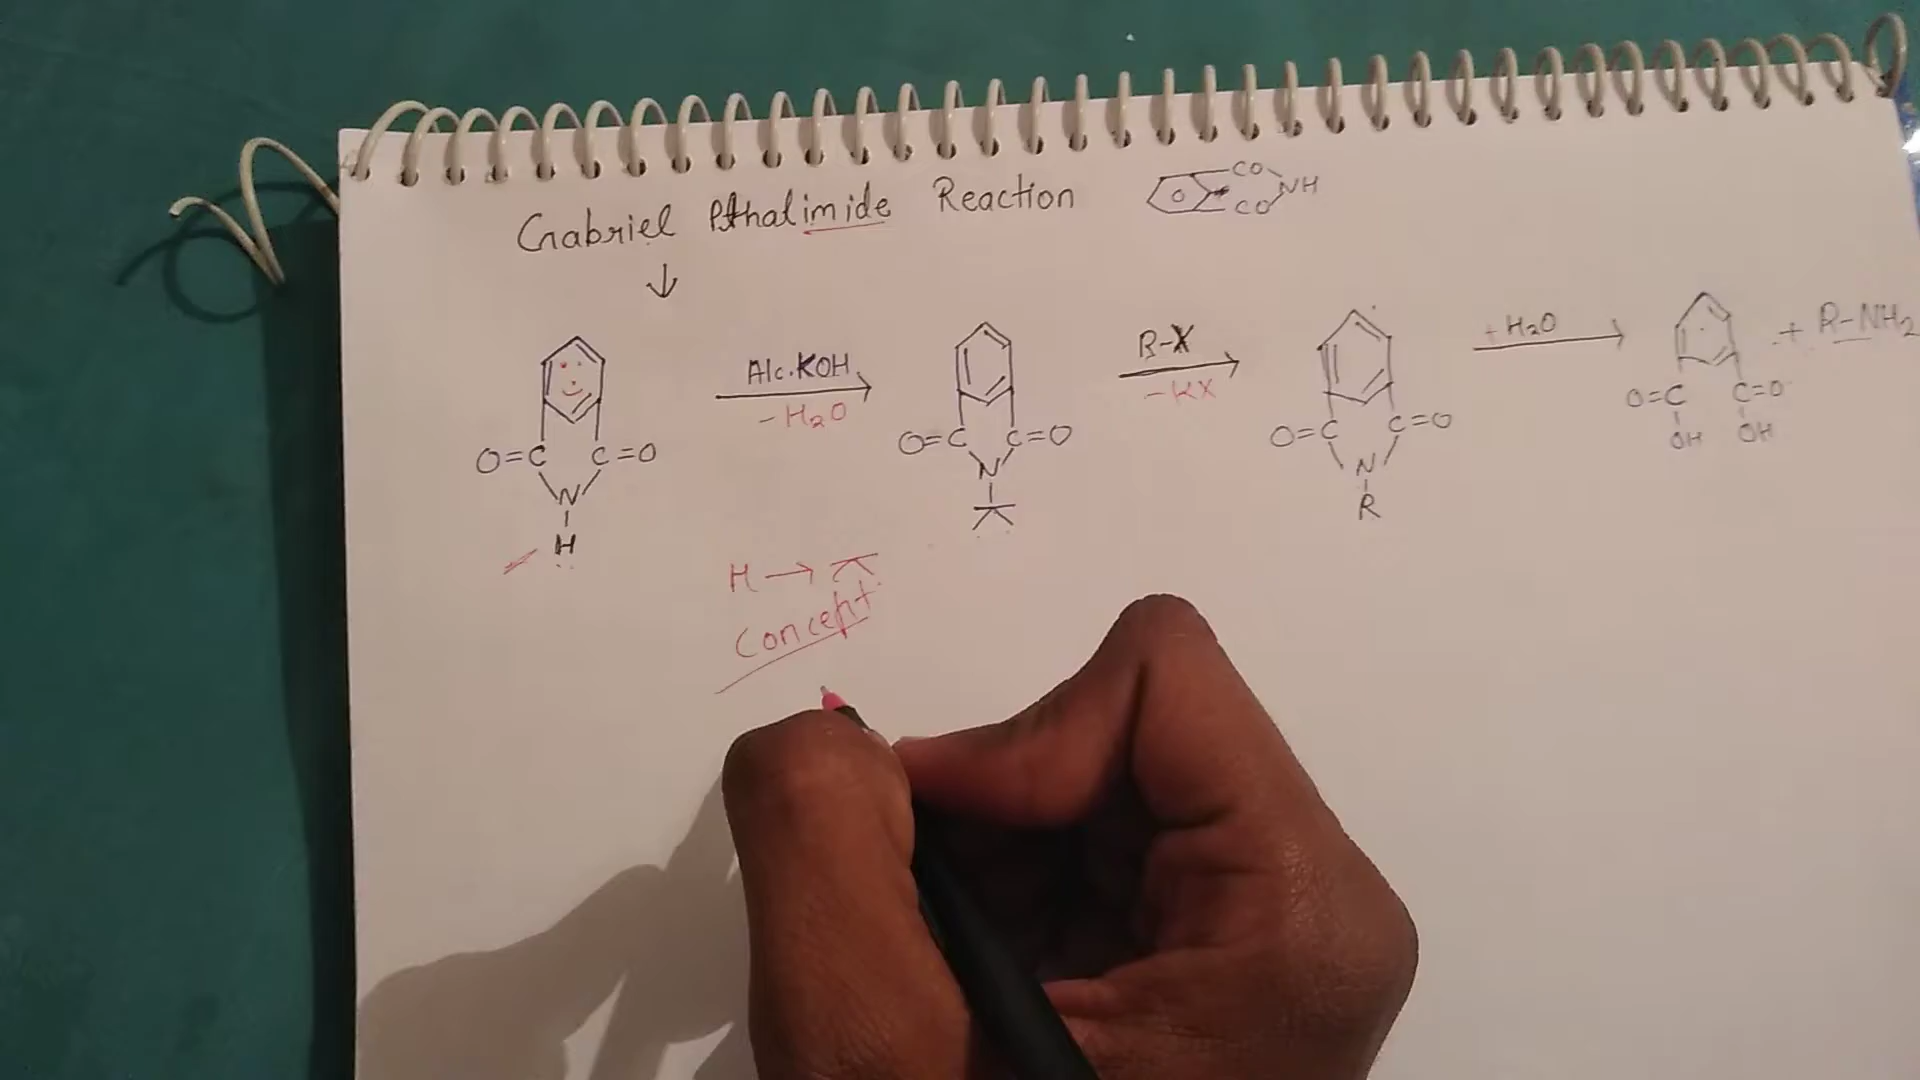 Gabriel Pthalimide Reaction
CO
NH
O
CO
↓
Alc. KOH
-H₂O
R-X
-KX
+H₂O
+ R-NH₂
O=C C=O
N
H
O=C C=O
N
K
O=C C=O
N
R
O=C C=O
OH OH
H → K
Concept